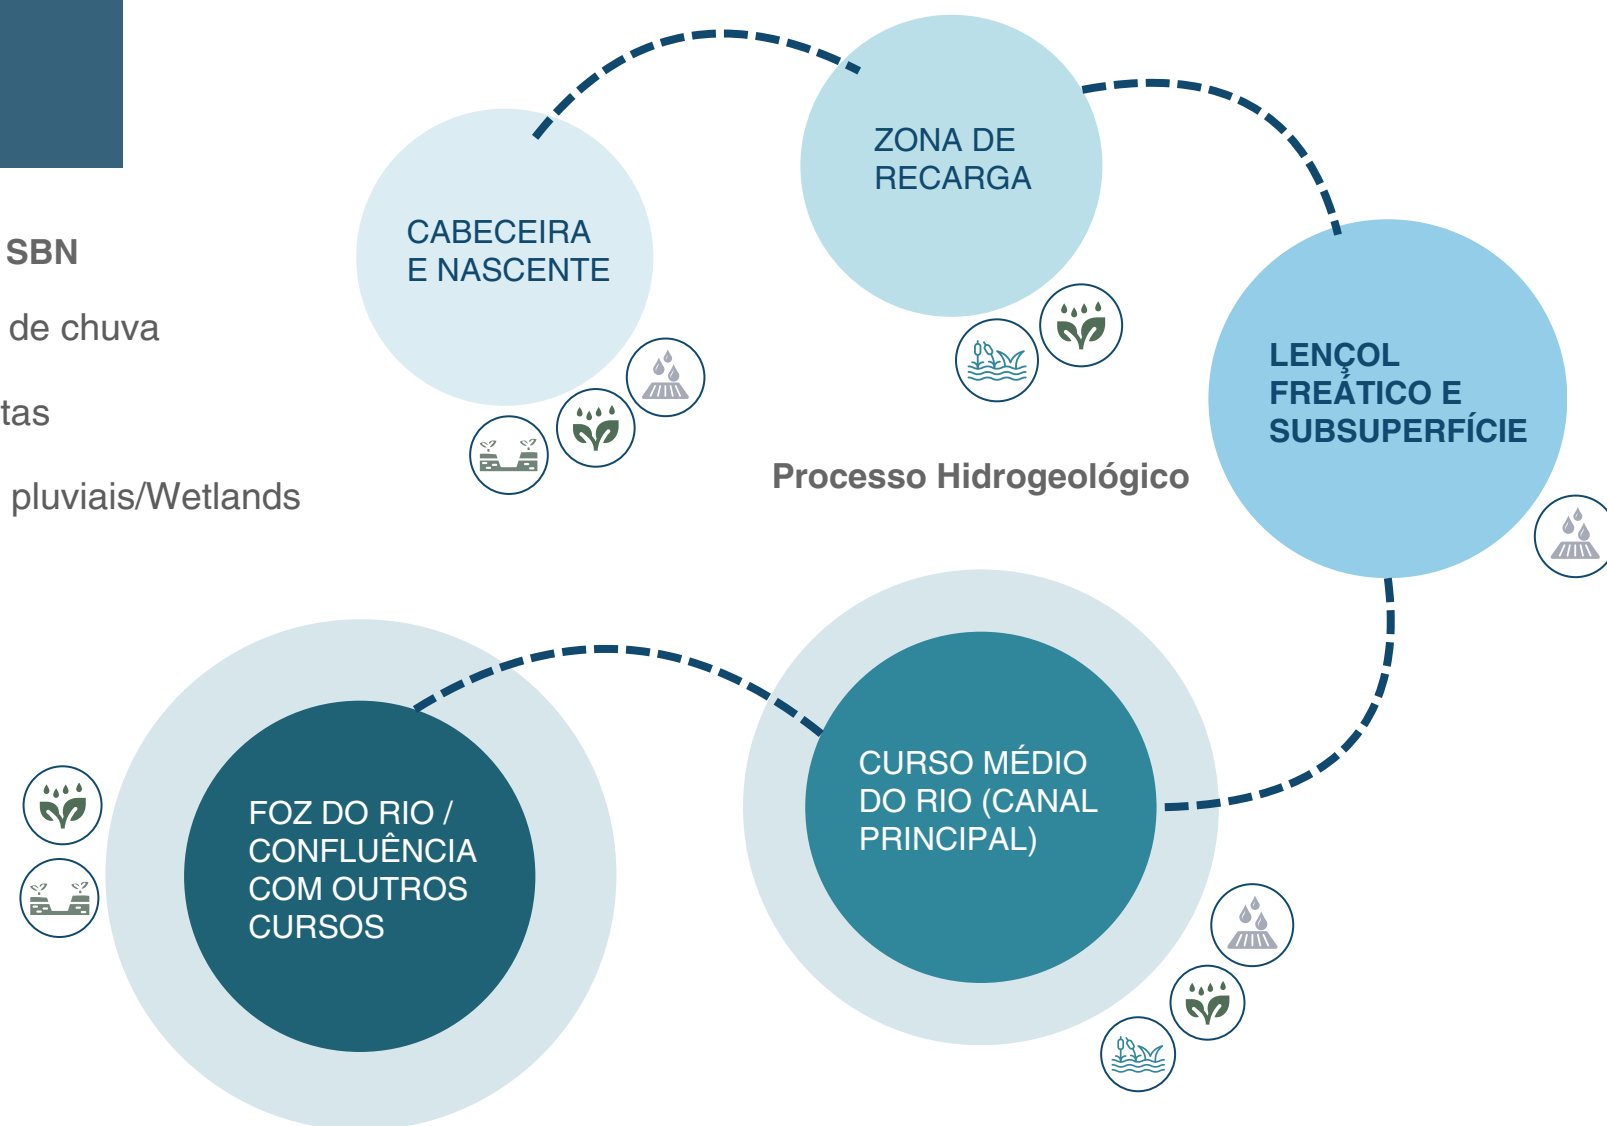 SBN
de chuva
tas
pluviais/Wetlands
CABECEIRA
E NASCENTE
ZONA DE
RECARGA
LENÇOL
FREÁTICO E
SUBSUPERFÍCIE
Processo Hidrogeológico
CURSO MÉDIO
DO RIO (CANAL
PRINCIPAL)
FOZ DO RIO /
CONFLUÊNCIA
COM OUTROS
CURSOS